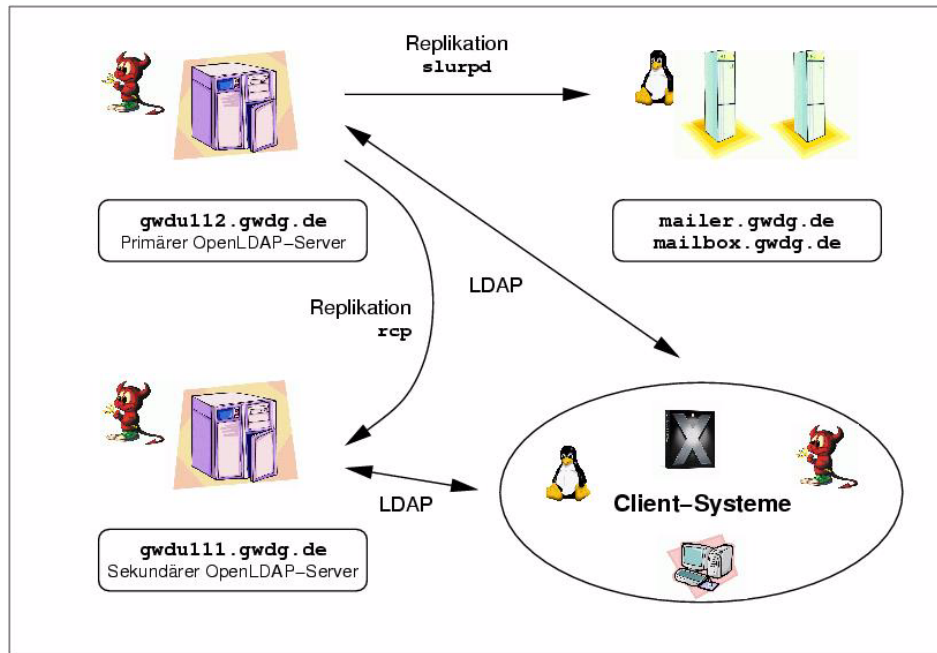 Replikation
slurpd
gwdu112.gwdg.de
Primärer OpenLDAP–Server
mailer.gwdg.de
mailbox.gwdg.de
LDAP
Replikation
rcp
LDAP
X
Client–Systeme
gwdu111.gwdg.de
Sekundärer OpenLDAP–Server